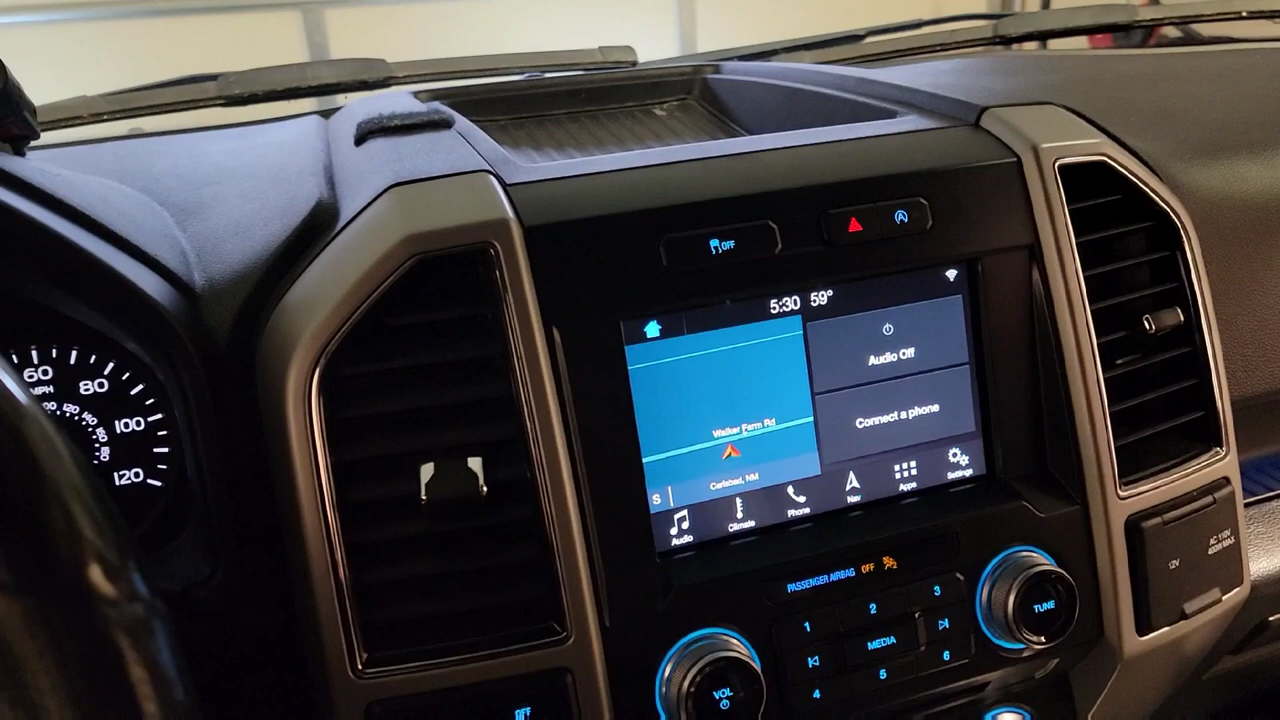 OFF
5:30 59°
Audio Off
Connect a phone
Walker Farm Rd
Carlsbad, NM
S
Audio
Climate
Phone
Nav
Apps
Settings
60
MPH
80
100
120
120
140
PASSENGER AIRBAG OFF
1
2
3
MEDIA
4
5
6
VOL
TUNE
12V
AC 110V
400W MAX
OFF